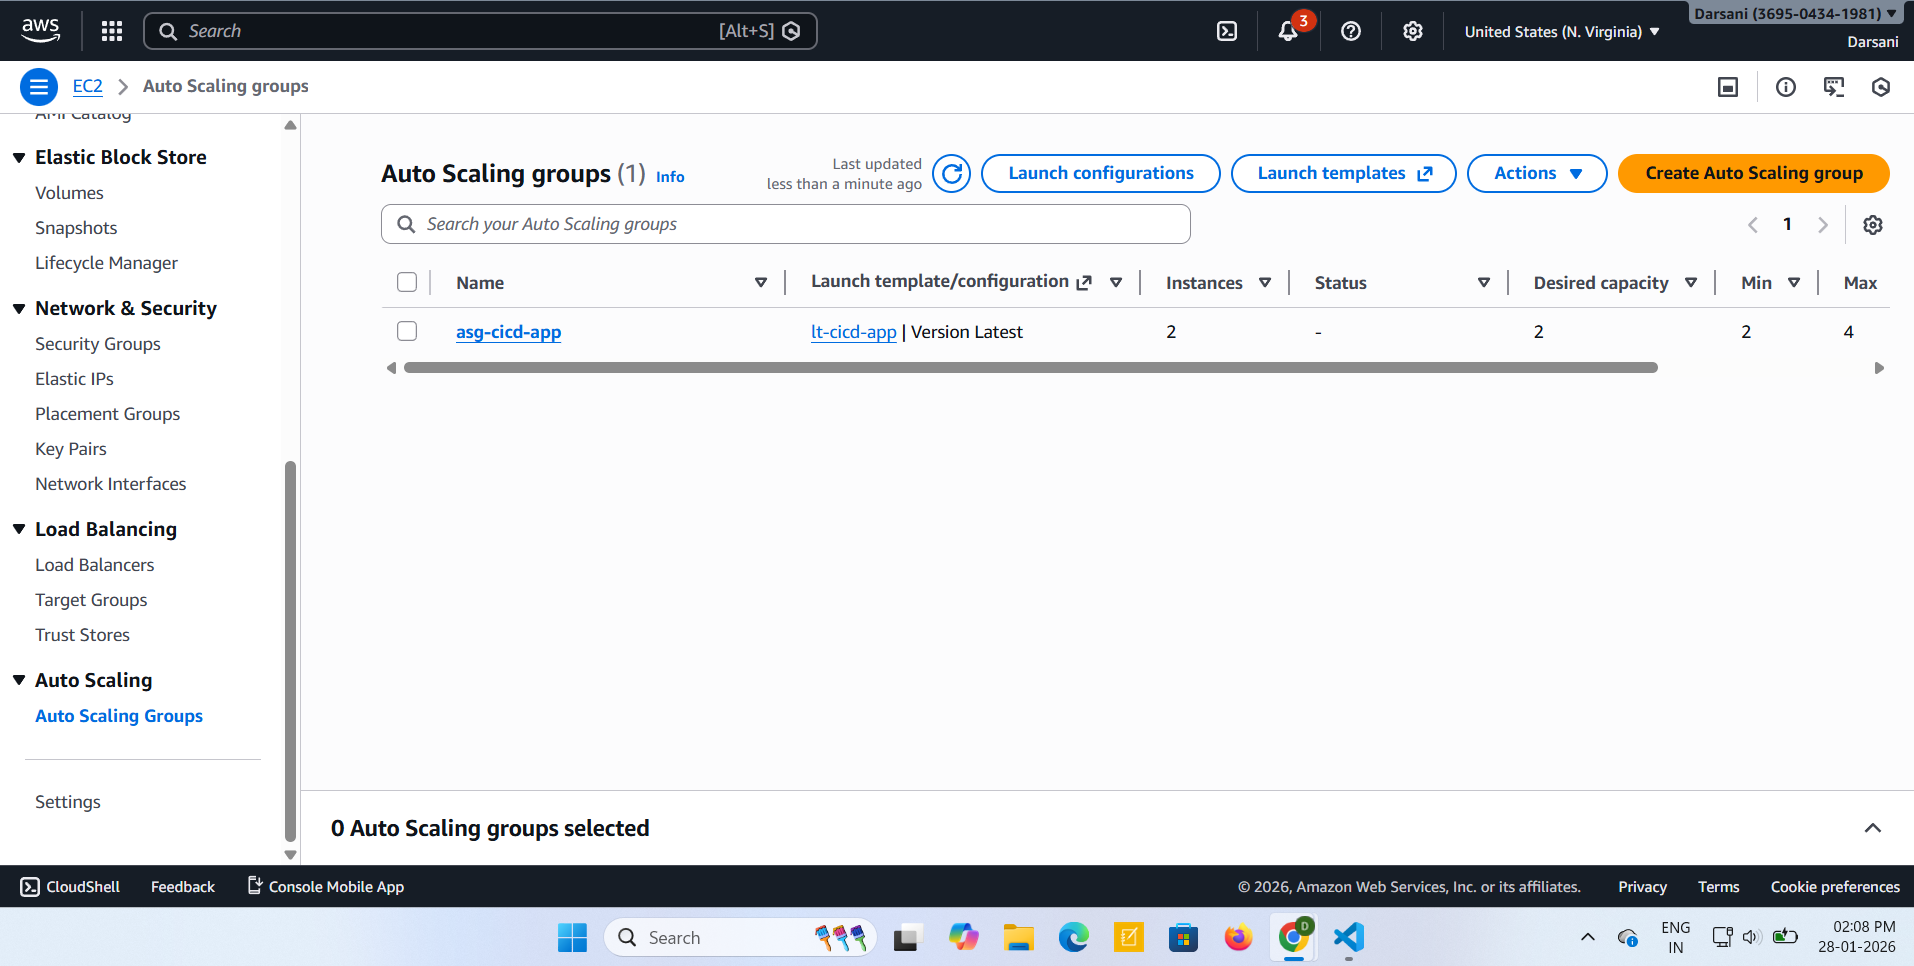 aws
Search
[Alt+S]
3
United States (N. Virginia)
Darsani (3695-0434-1981)
Darsani
EC2
Auto Scaling groups
AMI Catalog
Elastic Block Store
Volumes
Snapshots
Lifecycle Manager
Network & Security
Security Groups
Elastic IPs
Placement Groups
Key Pairs
Network Interfaces
Load Balancing
Load Balancers
Target Groups
Trust Stores
Auto Scaling
Auto Scaling Groups
Settings
Auto Scaling groups (1) Info
Last updated
less than a minute ago
Launch configurations
Launch templates
Actions
Create Auto Scaling group
Search your Auto Scaling groups
1
Name Launch template/configuration Instances Status Desired capacity Min Max
asg-cicd-app lt-cicd-app | Version Latest 2 - 2 2 4
0 Auto Scaling groups selected
CloudShell Feedback Console Mobile App © 2026, Amazon Web Services, Inc. or its affiliates. Privacy Terms Cookie preferences
Search
D
ENG
IN
02:08 PM
28-01-2026